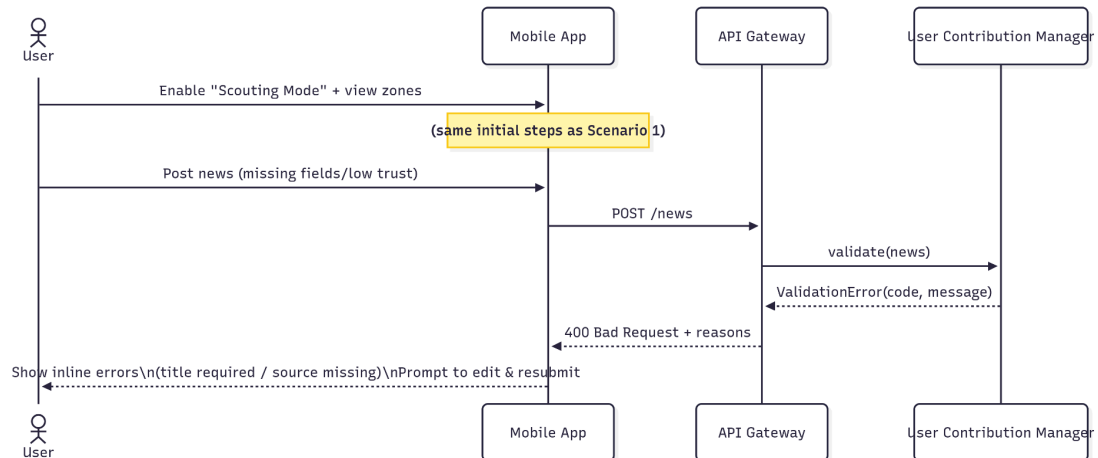 User
Mobile App
API Gateway
User Contribution Manager
Enable "Scouting Mode" + view zones
(same initial steps as Scenario 1)
Post news (missing fields/low trust)
POST /news
validate(news)
ValidationError(code, message)
400 Bad Request + reasons
Show inline errors\n(title required / source missing)\nPrompt to edit & resubmit
User
Mobile App
API Gateway
User Contribution Manager